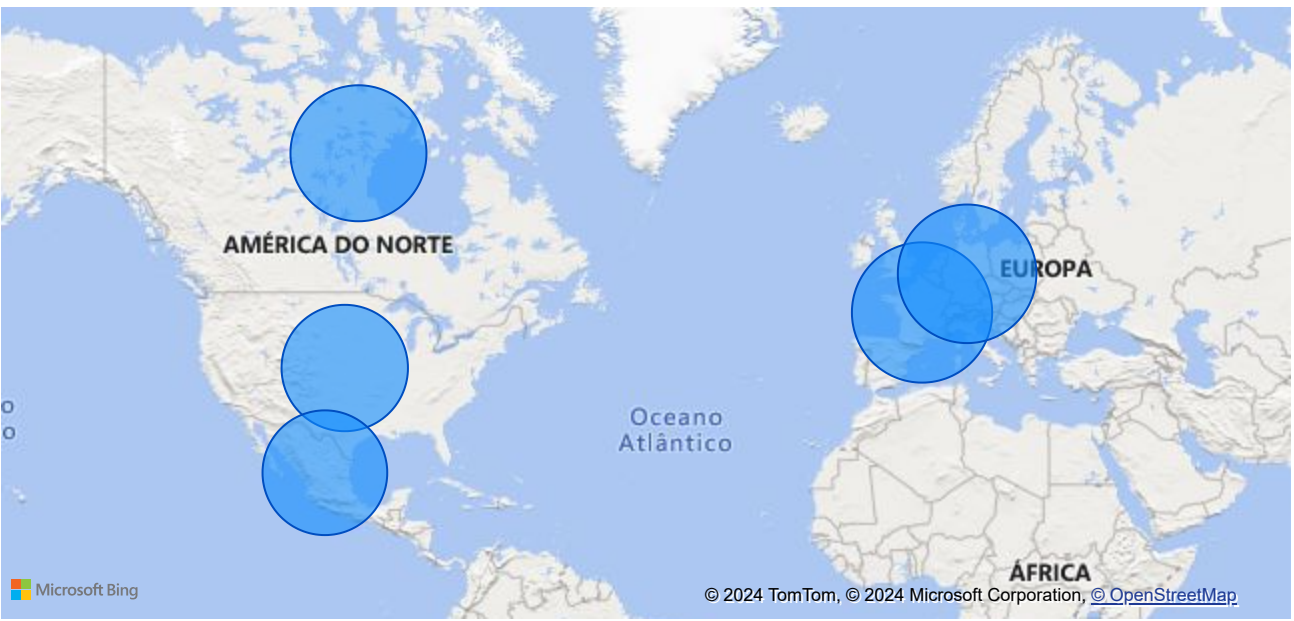 AMÉRICA DO NORTE
EUROPA
o
o
Oceano
Atlântico
ÁFRICA
Microsoft Bing
© 2024 TomTom, © 2024 Microsoft Corporation, © OpenStreetMap